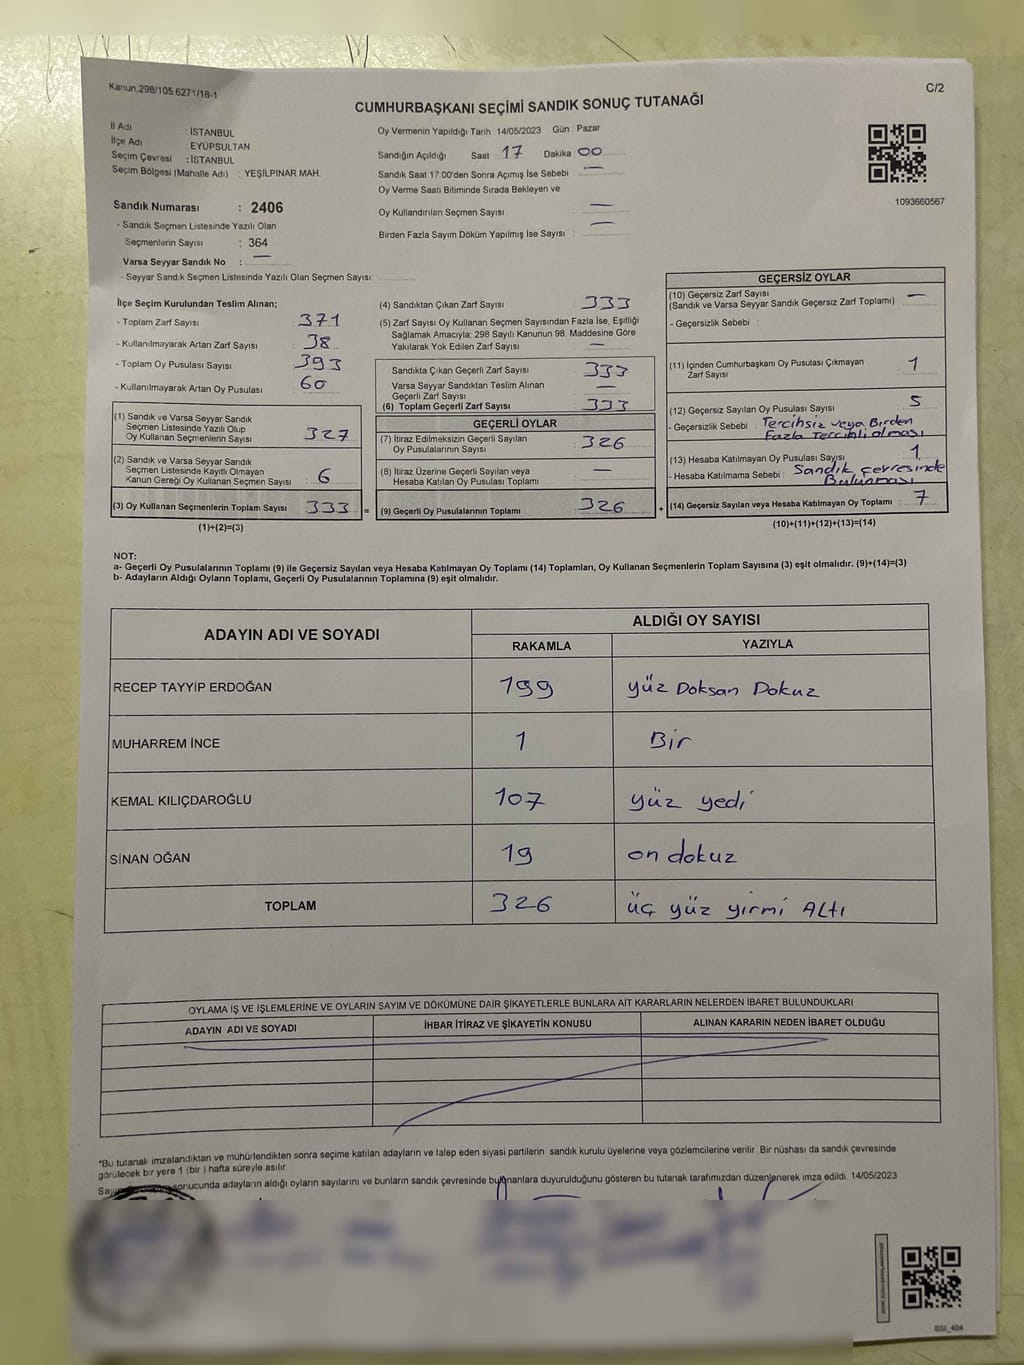 Kanun,298/105,6271/18-1
C/2
CUMHURBAŞKANI SEÇİMİ SANDIK SONUÇ TUTANAĞI
İl Adı : İSTANBUL
İlçe Adı : EYÜPSULTAN
Seçim Çevresi : İSTANBUL
Seçim Bölgesi (Mahalle Adı) : YEŞİLPINAR MAH.
Sandık Numarası : 2406
- Sandık Seçmen Listesinde Yazılı Olan
Seçmenlerin Sayısı : 364
Varsa Seyyar Sandık No : —
- Seyyar Sandık Seçmen Listesinde Yazılı Olan Seçmen Sayısı:
Oy Vermenin Yapıldığı Tarih : 14/05/2023 Gün : Pazar
Sandığın Açıldığı Saat 17 Dakika 00
Sandık Saat 17:00'den Sonra Açımış İse Sebebi : —
Oy Verme Saati Bitiminde Sırada Bekleyen ve
Oy Kullandırılan Seçmen Sayısı : —
Birden Fazla Sayım Döküm Yapılmış İse Sayısı : —
1093660567
İlçe Seçim Kurulundan Teslim Alınan;
- Toplam Zarf Sayısı : 371
- Kullanılmayarak Artan Zarf Sayısı : 38
- Toplam Oy Pusulası Sayısı : 393
- Kullanılmayarak Artan Oy Pusulası : 60
(1) Sandık ve Varsa Seyyar Sandık
Seçmen Listesinde Yazılı Olup
Oy Kullanan Seçmenlerin Sayısı : 327
(2) Sandık ve Varsa Seyyar Sandık
Seçmen Listesinde Kayıtlı Olmayan
Kanun Gereği Oy Kullanan Seçmen Sayısı : 6
(3) Oy Kullanan Seçmenlerin Toplam Sayısı : 333 =
(1)+(2)=(3)
(4) Sandıktan Çıkan Zarf Sayısı : 333
(5) Zarf Sayısı Oy Kullanan Seçmen Sayısından Fazla İse, Eşitliği
Sağlamak Amacıyla; 298 Sayılı Kanunun 98. Maddesine Göre
Yakılarak Yok Edilen Zarf Sayısı : —
Sandıkta Çıkan Geçerli Zarf Sayısı : 333
Varsa Seyyar Sandıktan Teslim Alınan
Geçerli Zarf Sayısı : —
(6) Toplam Geçerli Zarf Sayısı : 333
GEÇERLİ OYLAR
(7) İtiraz Edilmeksizin Geçerli Sayılan
Oy Pusulalarının Sayısı : 326
(8) İtiraz Üzerine Geçerli Sayılan veya
Hesaba Katılan Oy Pusulası Toplamı : —
(9) Geçerli Oy Pusulalarının Toplamı : 326 +
GEÇERSİZ OYLAR
(10) Geçersiz Zarf Sayısı : —
(Sandık ve Varsa Seyyar Sandık Geçersiz Zarf Toplamı)
- Geçersizlik Sebebi :
(11) İçinden Cumhurbaşkanı Oy Pusulası Çıkmayan
Zarf Sayısı : 1
(12) Geçersiz Sayılan Oy Pusulası Sayısı : 5
- Geçersizlik Sebebi : Tercihsiz veya Birden
Fazla Tercihli olması
(13) Hesaba Katılmayan Oy Pusulası Sayısı : 1
- Hesaba Katılmama Sebebi : Sandık çevresinde
Bulunması
(14) Geçersiz Sayılan veya Hesaba Katılmayan Oy Toplamı : 7
(10)+(11)+(12)+(13)=(14)
NOT:
a- Geçerli Oy Pusulalarının Toplamı (9) ile Geçersiz Sayılan veya Hesaba Katılmayan Oy Toplamı (14) Toplamları, Oy Kullanan Seçmenlerin Toplam Sayısına (3) eşit olmalıdır. (9)+(14)=(3)
b- Adayların Aldığı Oyların Toplamı, Geçerli Oy Pusulalarının Toplamına (9) eşit olmalıdır.
ADAYIN ADI VE SOYADI
ALDIĞI OY SAYISI
RAKAMLA YAZIYLA
RECEP TAYYİP ERDOĞAN 199 yüz Doksan Dokuz
MUHARREM İNCE 1 Bir
KEMAL KILIÇDAROĞLU 107 yüz yedi
SİNAN OĞAN 19 on dokuz
TOPLAM 326 üç yüz yirmi Altı
OYLAMA İŞ VE İŞLEMLERİNE VE OYLARIN SAYIM VE DÖKÜMÜNE DAİR ŞİKAYETLERLE BUNLARA AİT KARARLARIN NELERDEN İBARET BULUNDUKLARI
ADAYIN ADI VE SOYADI İHBAR İTİRAZ VE ŞİKAYETİN KONUSU ALINAN KARARIN NEDEN İBARET OLDUĞU
*Bu tutanak imzalandıktan ve mühürlendikten sonra seçime katılan adayların ve talep eden siyasi partilerin sandık kurulu üyelerine veya gözlemcilerine verilir. Bir nüshası da sandık çevresinde
görülecek bir yere 1 (bir ) hafta süreyle asılır.
sonucunda adayların aldığı oyların sayılarını ve bunların sandık çevresinde bulunanlara duyurulduğunu gösteren bu tutanak tarafımızdan düzenlenerek imza edildi. 14/05/2023